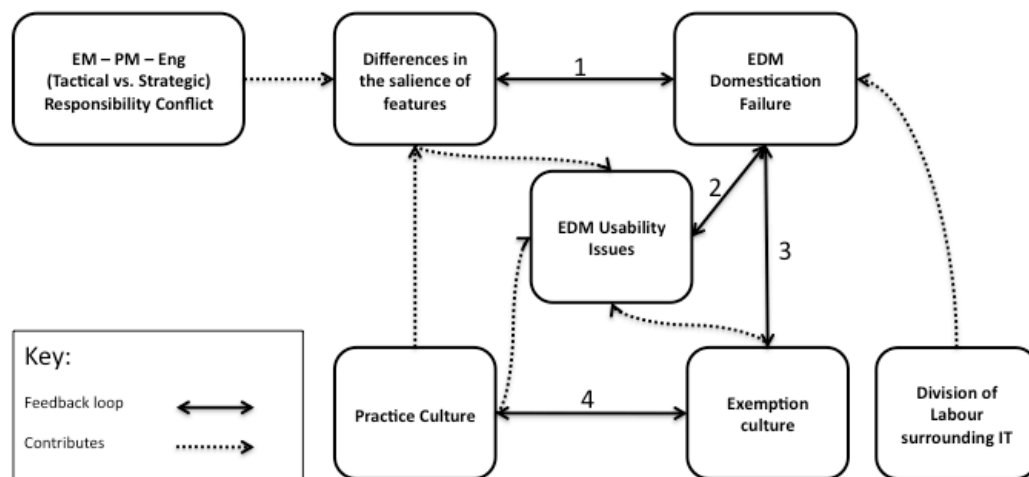 EM – PM – Eng
(Tactical vs. Strategic)
Responsibility Conflict
Differences in
the salience of
features
1
EDM
Domestication
Failure
2
EDM Usability
Issues
3
Key:
Feedback loop
Contributes
Practice Culture
4
Exemption
culture
Division of
Labour
surrounding IT